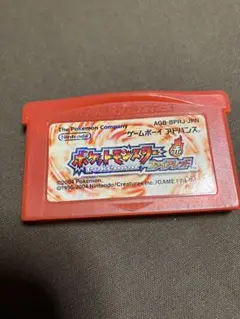 AGB-BPRJ-JPN
The Pokémon Company
Nintendo
ゲームボーイ アドバンス
ポケットモンスター
ファイアレッド
©2004 Pokémon.
©1995-2004 Nintendo/Creatures inc./GAME FREAK inc.